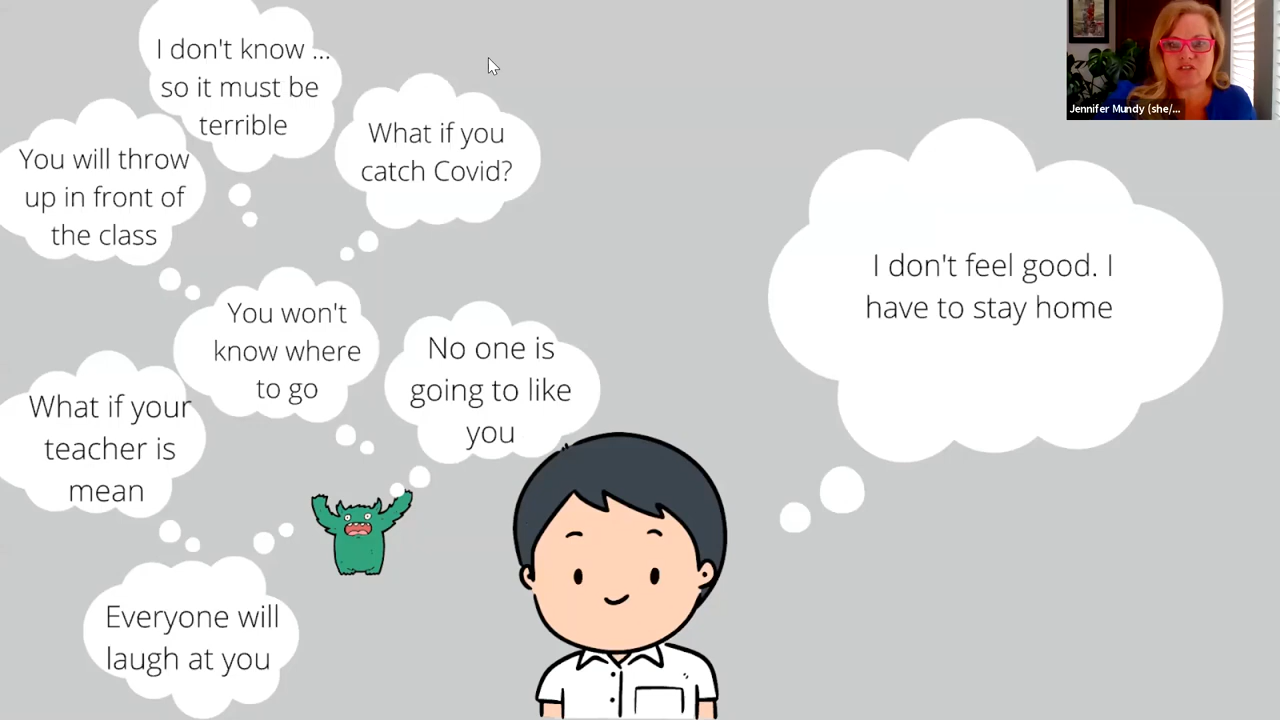 I don't know ...
so it must be
terrible
What if you
catch Covid?
You will throw
up in front of
the class
You won't
know where
to go
No one is
going to like
you
What if your
teacher is
mean
Everyone will
laugh at you
I don't feel good. I
have to stay home
Jennifer Mundy (she/...